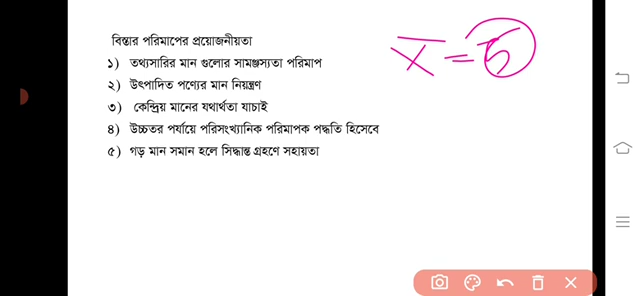 বিস্তার পরিমাপের প্রয়োজনীয়তা
১) তথ্যসারির মান গুলোর সামঞ্জস্যতা পরিমাপ
২) উৎপাদিত পণ্যের মান নিয়ন্ত্রণ
৩) কেন্দ্রিয় মানের যথার্থতা যাচাই
৪) উচ্চতর পর্যায়ে পরিসংখ্যানিক পরিমাপক পদ্ধতি হিসেবে
৫) গড় মান সমান হলে সিদ্ধান্ত গ্রহণে সহায়তা
x̅ = 5